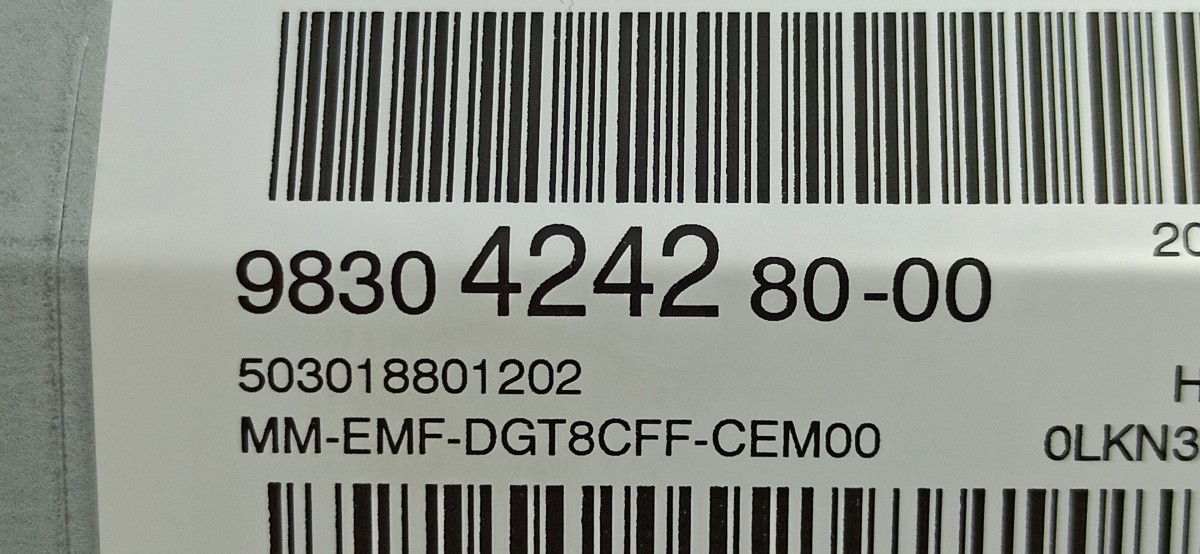 20
9830 4242 80-00
503018801202
H
MM-EMF-DGT8CFF-CEM00
0LKN3